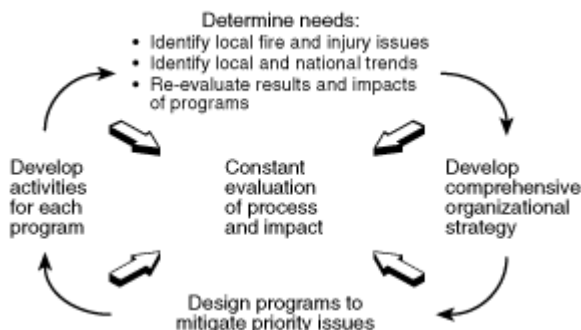 Determine needs:
• Identify local fire and injury issues
• Identify local and national trends
• Re-evaluate results and impacts
of programs
Develop
activities
for each
program
Constant
evaluation
of process
and impact
Develop
comprehensive
organizational
strategy
Design programs to
mitigate priority issues